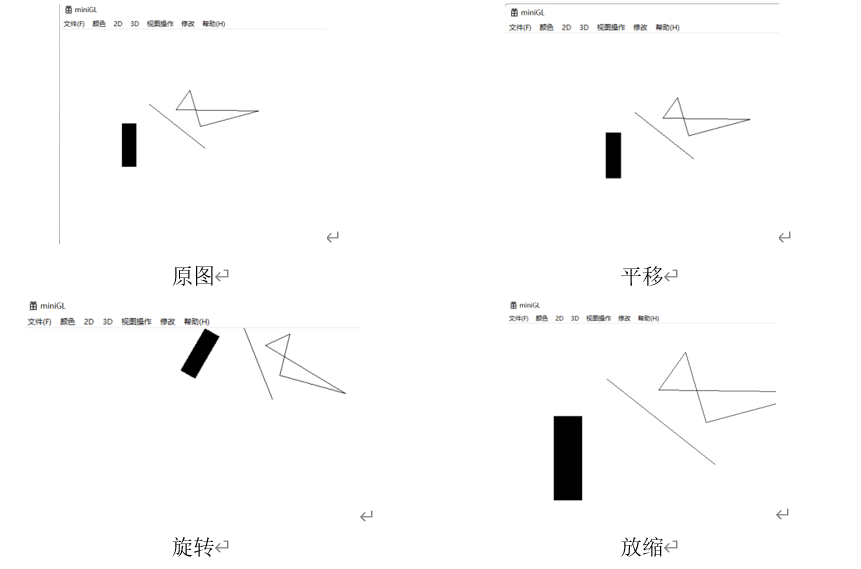 miniGL
文件(F) 颜色 2D 3D 视图操作 修改 帮助(H)
原图
miniGL
文件(F) 颜色 2D 3D 视图操作 修改 帮助(H)
平移
miniGL
文件(F) 颜色 2D 3D 视图操作 修改 帮助(H)
旋转
miniGL
文件(F) 颜色 2D 3D 视图操作 修改 帮助(H)
放缩